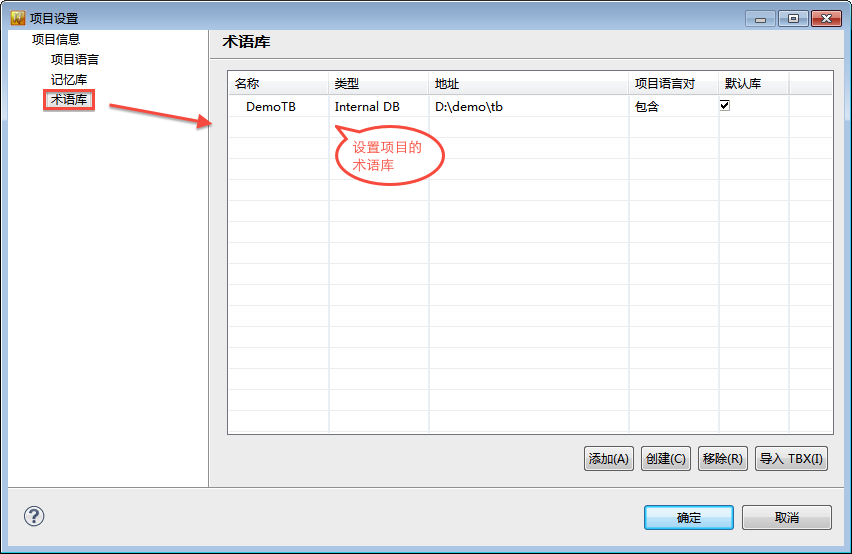 项目设置
项目信息
项目语言
记忆库
术语库
术语库
名称 类型 地址 项目语言对 默认库
DemoTB Internal DB D:\demo\tb 包含
设置项目的
术语库
添加(A) 创建(C) 移除(R) 导入 TBX(I)
?
确定 取消